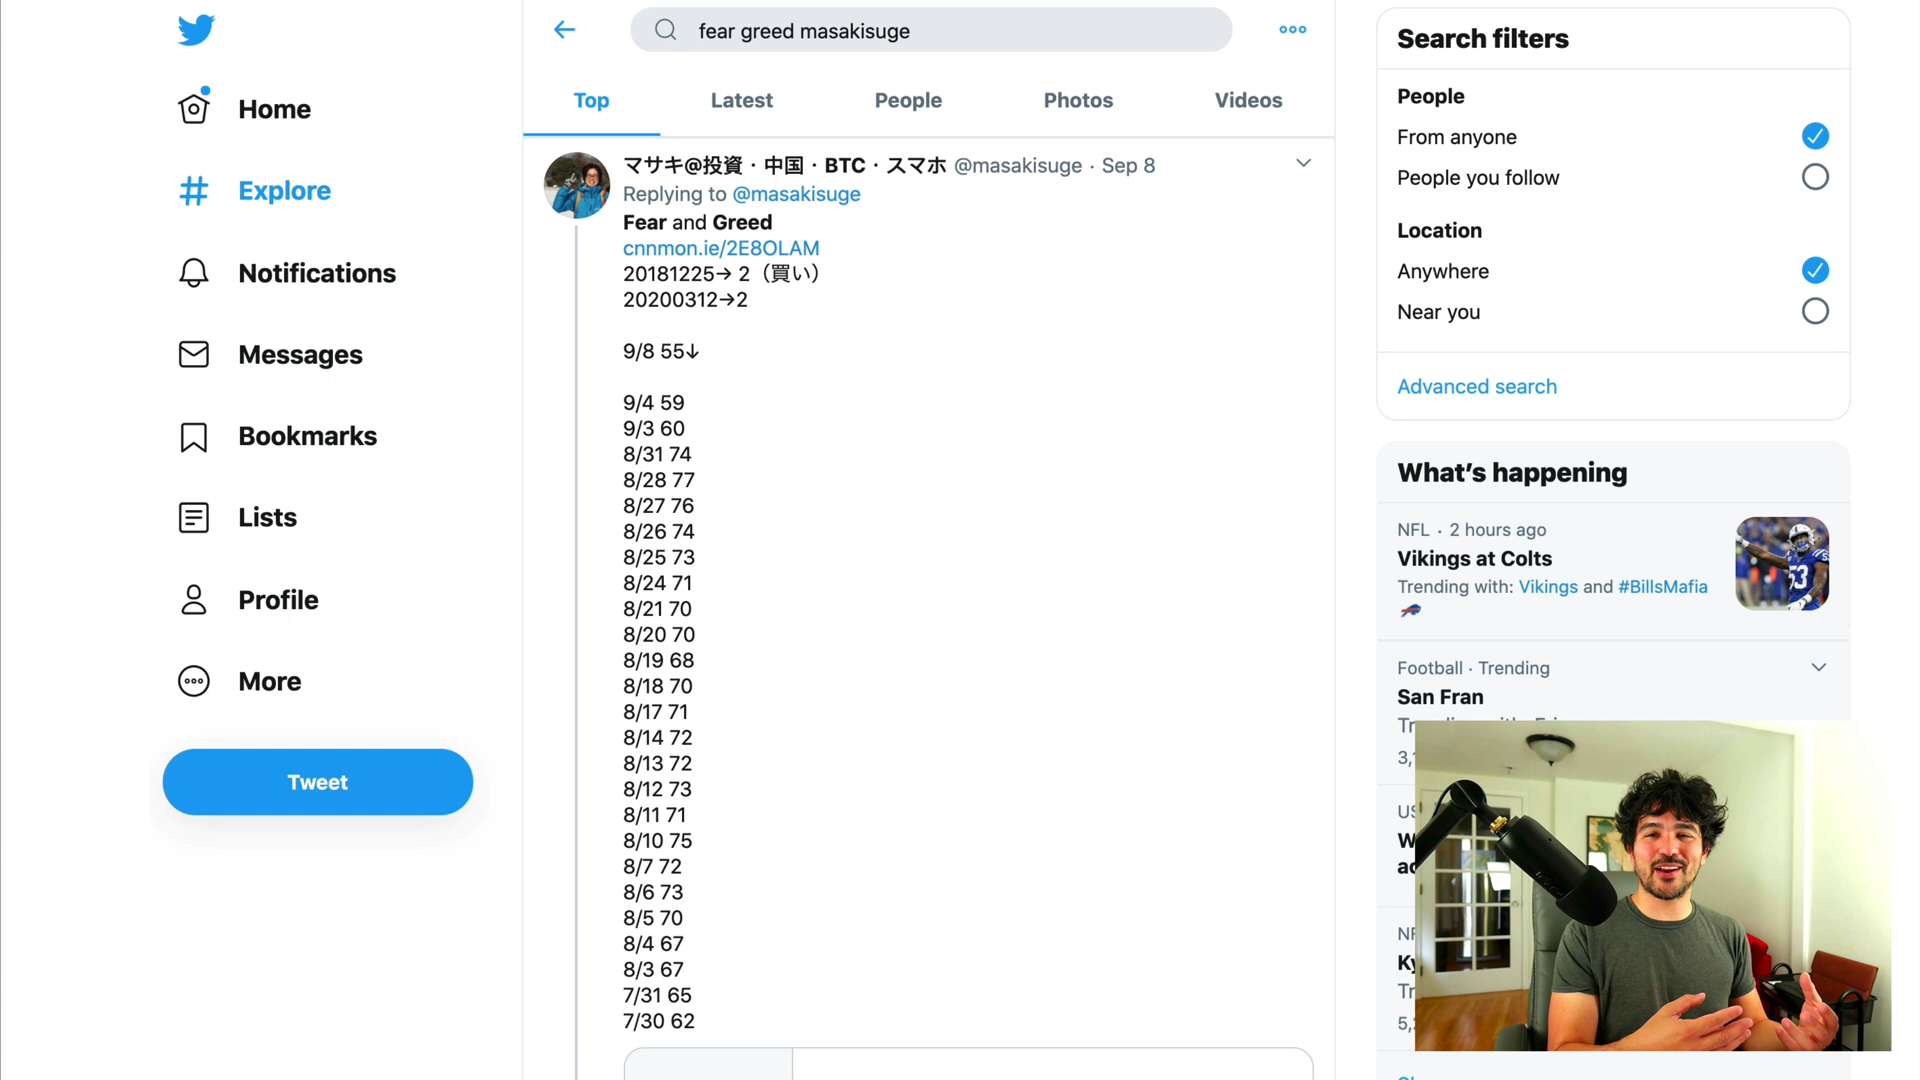 Home
Explore
Notifications
Messages
Bookmarks
Lists
Profile
More
Tweet
fear greed masakisuge
Top
Latest
People
Photos
Videos
マサキ@投資・中国・BTC・スマホ @masakisuge · Sep 8
Replying to @masakisuge
Fear and Greed
cnnmon.ie/2E8OLAM
20181225→ 2（買い）
20200312→2
9/8 55↓
9/4 59
9/3 60
8/31 74
8/28 77
8/27 76
8/26 74
8/25 73
8/24 71
8/21 70
8/20 70
8/19 68
8/18 70
8/17 71
8/14 72
8/13 72
8/12 73
8/11 71
8/10 75
8/7 72
8/6 73
8/5 70
8/4 67
8/3 67
7/31 65
7/30 62
Search filters
People
From anyone
People you follow
Location
Anywhere
Near you
Advanced search
What's happening
NFL · 2 hours ago
Vikings at Colts
Trending with: Vikings and #BillsMafia
53
Football · Trending
San Fran